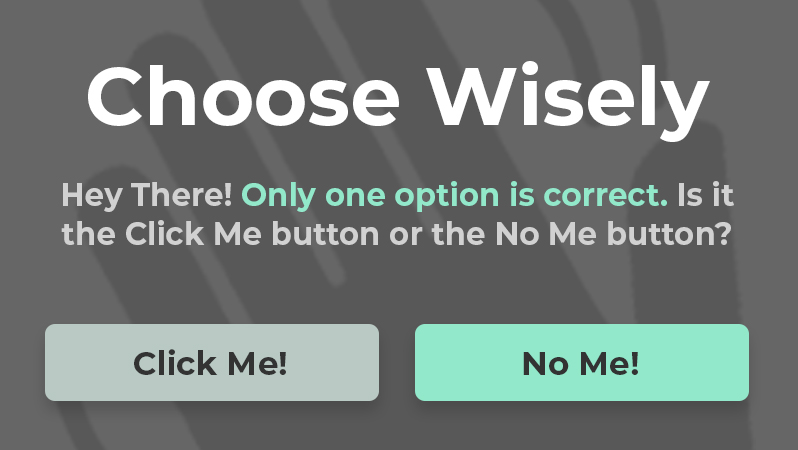 Choose Wisely
Hey There! Only one option is correct. Is it
the Click Me button or the No Me button?
Click Me!
No Me!